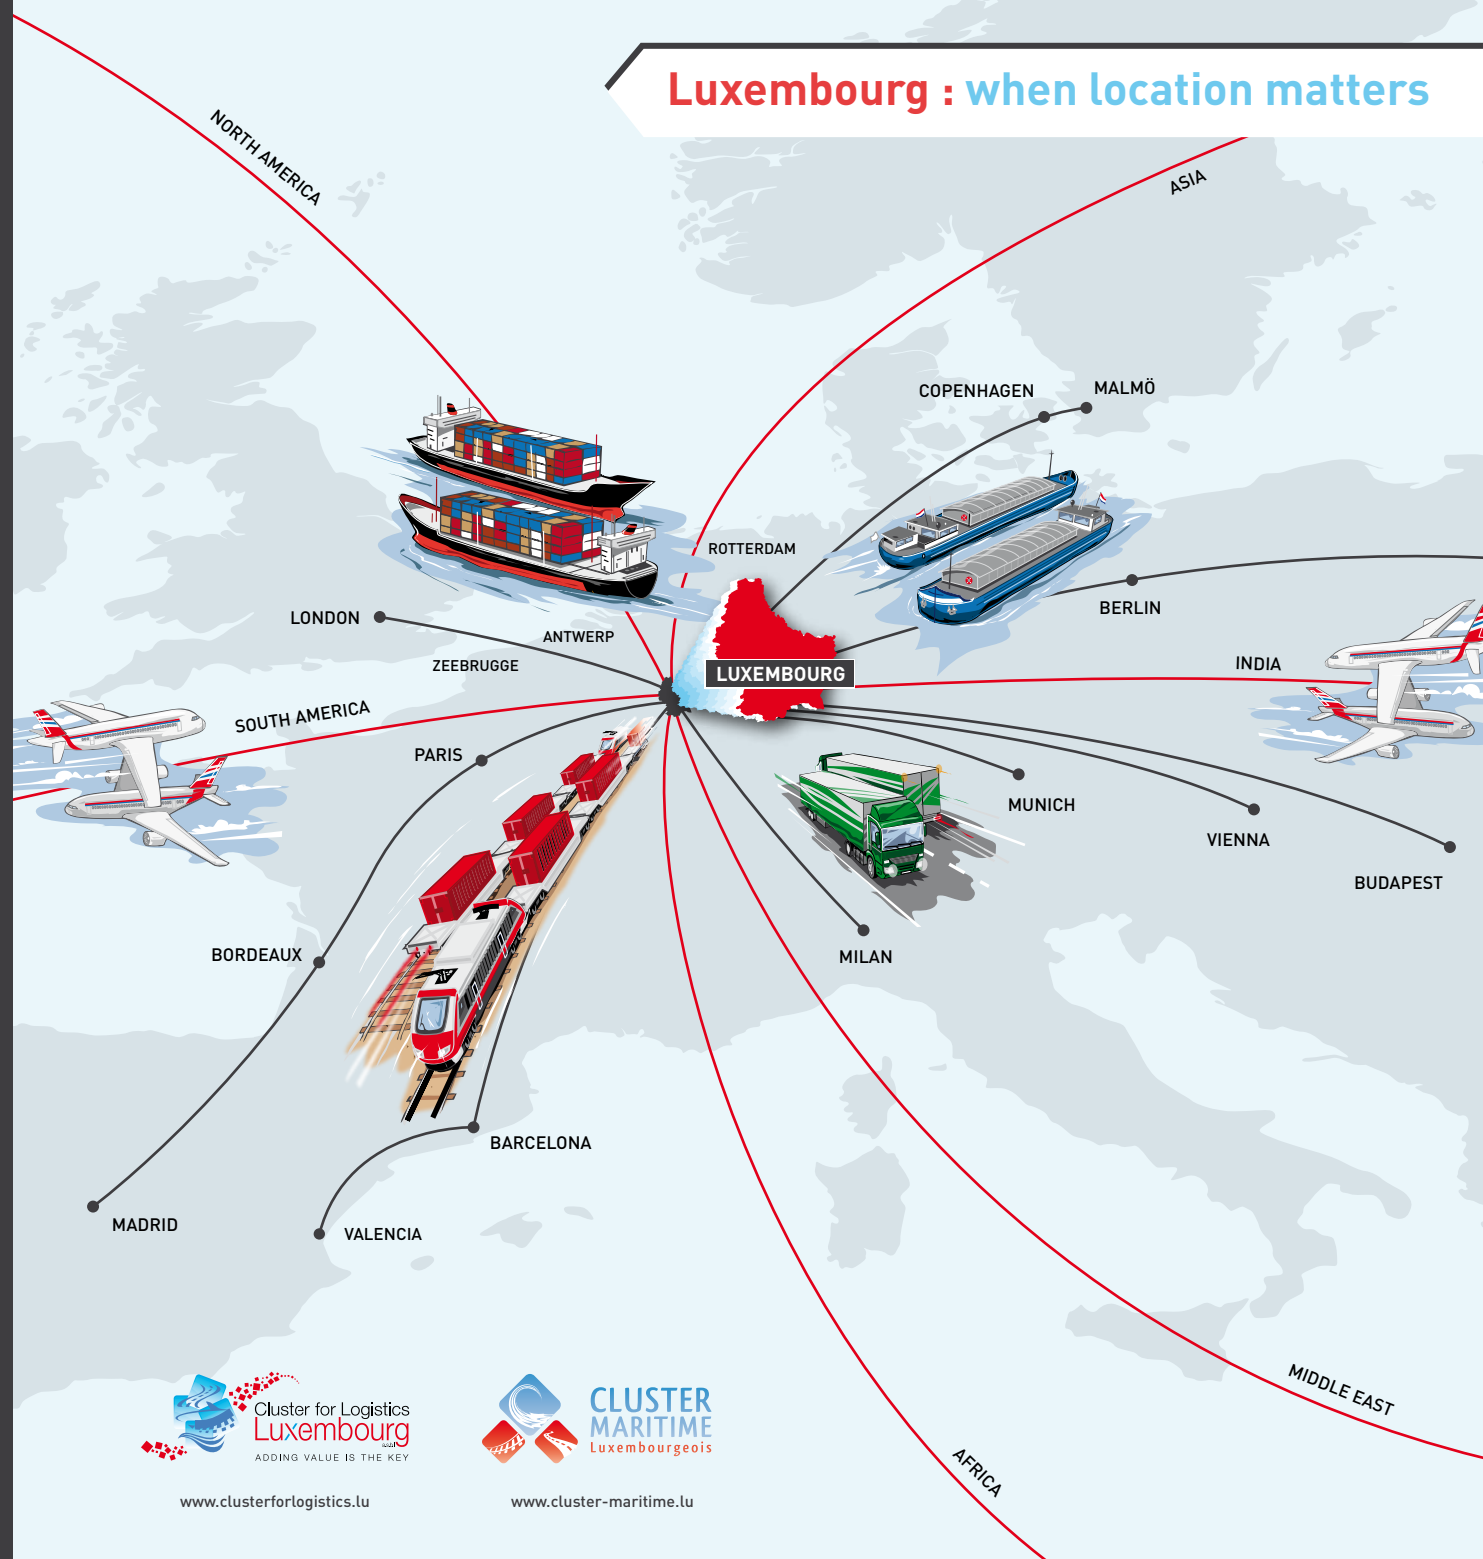 Luxembourg : when location matters
NORTH AMERICA
ASIA
COPENHAGEN
MALMÖ
ROTTERDAM
BERLIN
LONDON
ANTWERP
ZEEBRUGGE
LUXEMBOURG
INDIA
SOUTH AMERICA
PARIS
MUNICH
VIENNA
BUDAPEST
BORDEAUX
MILAN
BARCELONA
MADRID
VALENCIA
MIDDLE EAST
AFRICA
Cluster for Logistics
Luxembourg
ADDING VALUE IS THE KEY
www.clusterforlogistics.lu
CLUSTER
MARITIME
Luxembourgeois
www.cluster-maritime.lu